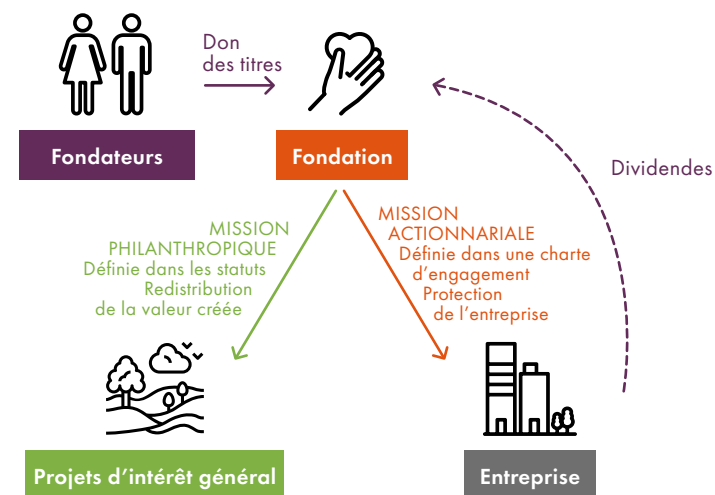 Don
des titres
Fondateurs
Fondation
Dividendes
MISSION
PHILANTHROPIQUE
Définie dans les statuts
Redistribution
de la valeur créée
MISSION
ACTIONNARIALE
Définie dans une charte
d’engagement
Protection
de l’entreprise
Projets d’intérêt général
Entreprise